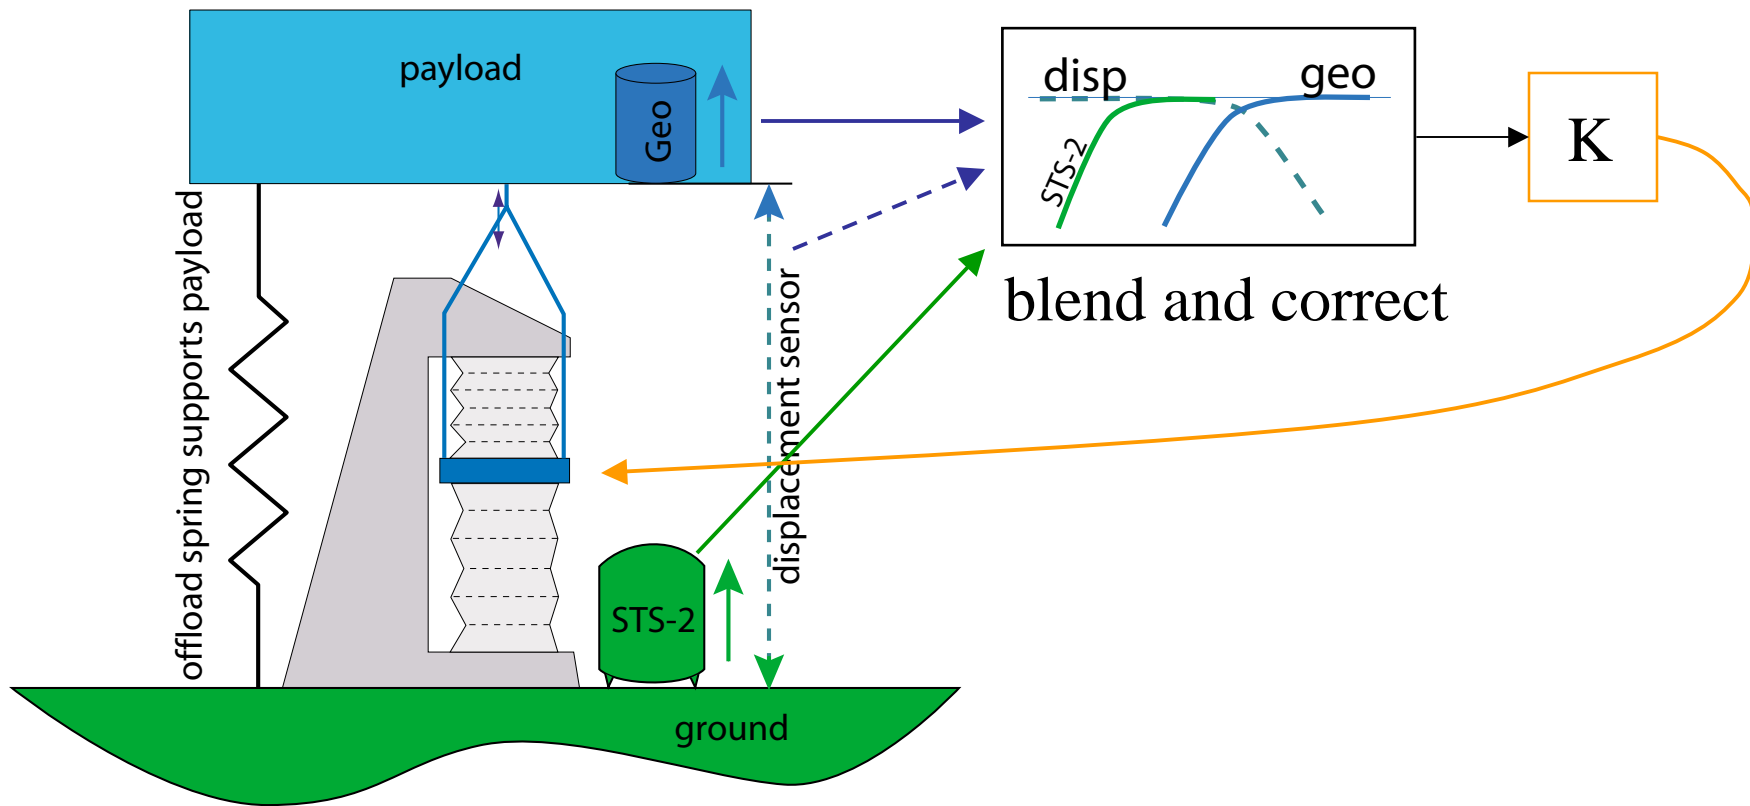 payload
Geo
disp
geo
STS-2
K
blend and correct
offload spring supports payload
displacement sensor
STS-2
ground